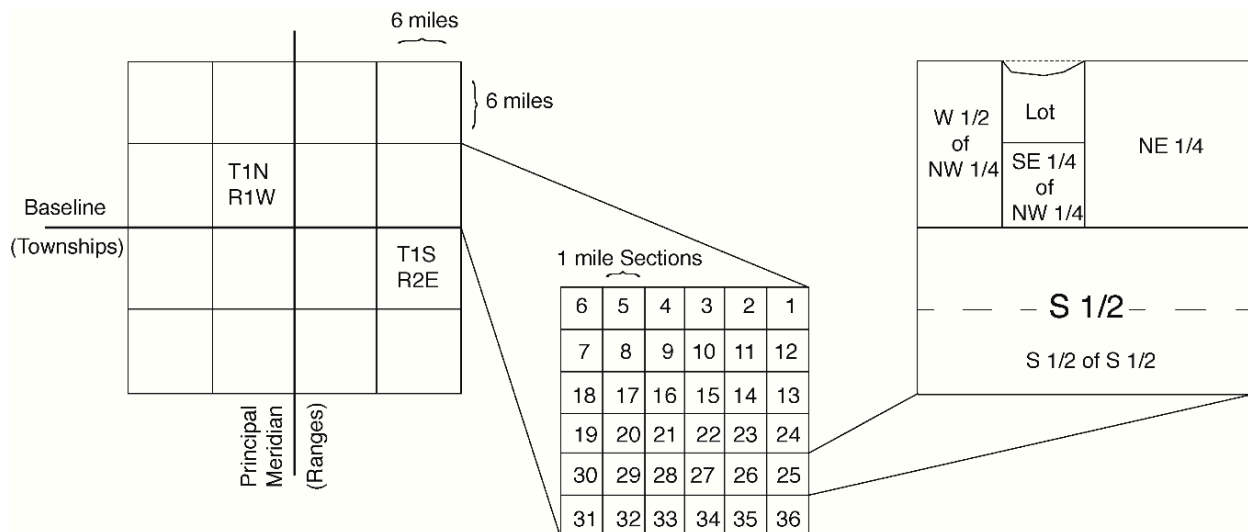 6 miles
6 miles
T1N
R1W
Baseline
(Townships)
T1S
R2E
Principal
Meridian
(Ranges)
1 mile Sections
6 5 4 3 2 1
7 8 9 10 11 12
18 17 16 15 14 13
19 20 21 22 23 24
30 29 28 27 26 25
31 32 33 34 35 36
W 1/2
of
NW 1/4
Lot
SE 1/4
of
NW 1/4
NE 1/4
S 1/2
S 1/2 of S 1/2